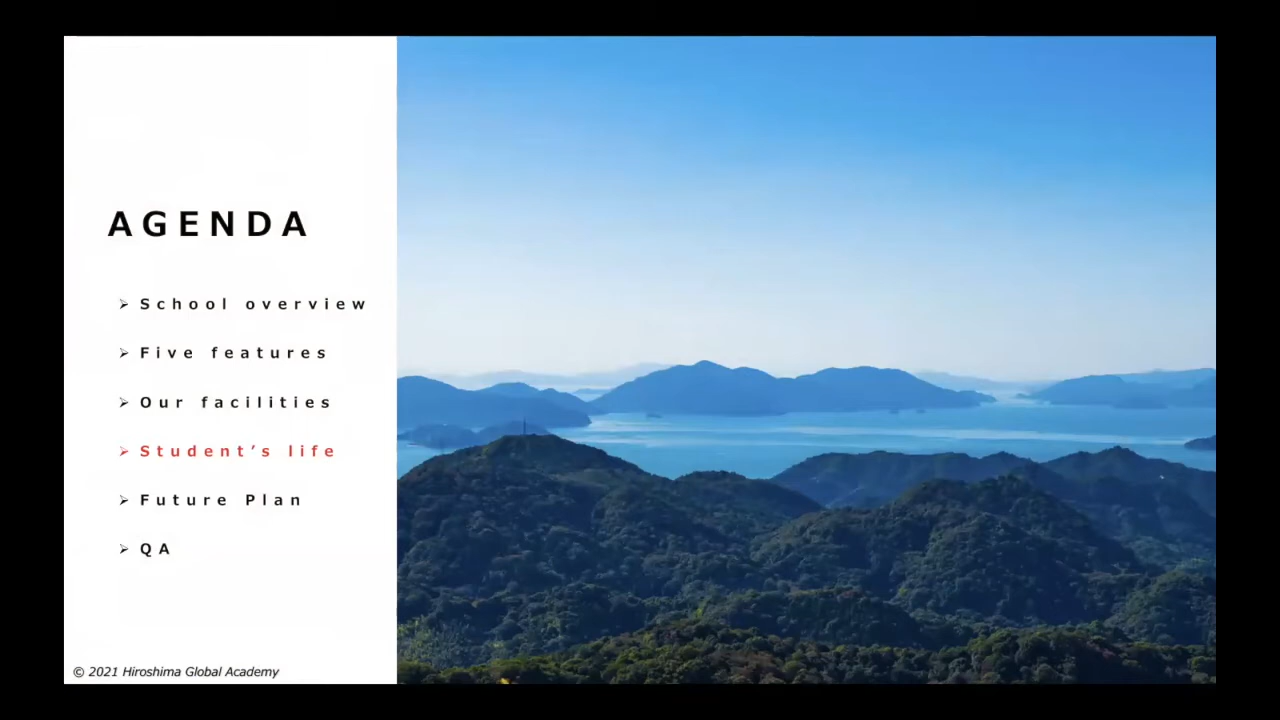 AGENDA
➢ School overview
➢ Five features
➢ Our facilities
➢ Student’s life
➢ Future Plan
➢ QA
© 2021 Hiroshima Global Academy